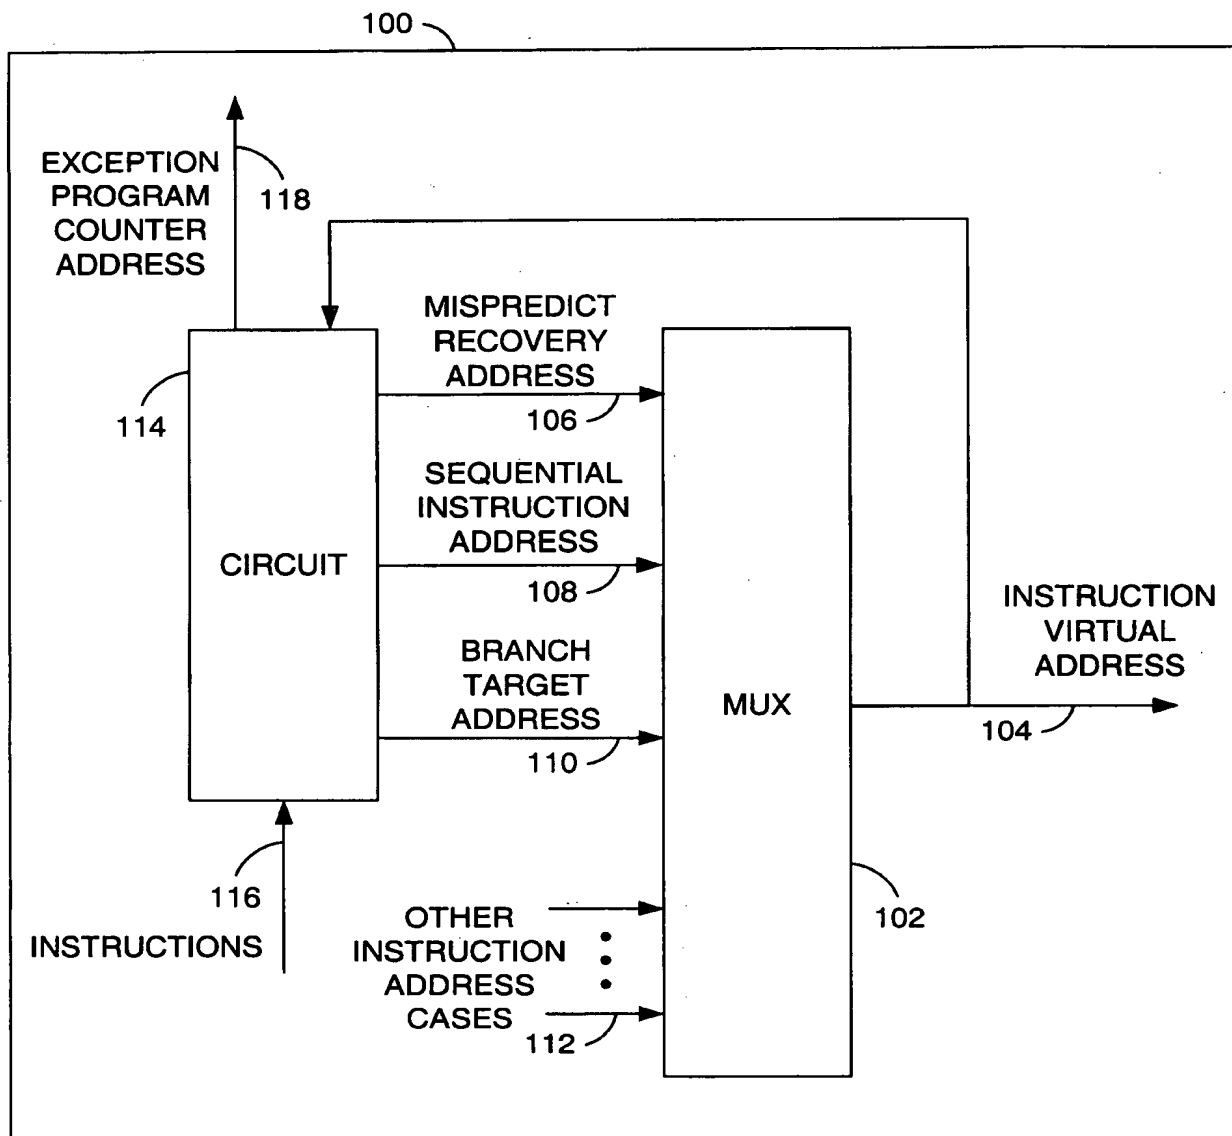 100
EXCEPTION
PROGRAM
COUNTER
ADDRESS
118
MISPREDICT
RECOVERY
ADDRESS
106
114
SEQUENTIAL
INSTRUCTION
ADDRESS
108
CIRCUIT
BRANCH
TARGET
ADDRESS
110
MUX
INSTRUCTION
VIRTUAL
ADDRESS
104
116
INSTRUCTIONS
OTHER
INSTRUCTION
ADDRESS
CASES
112
102